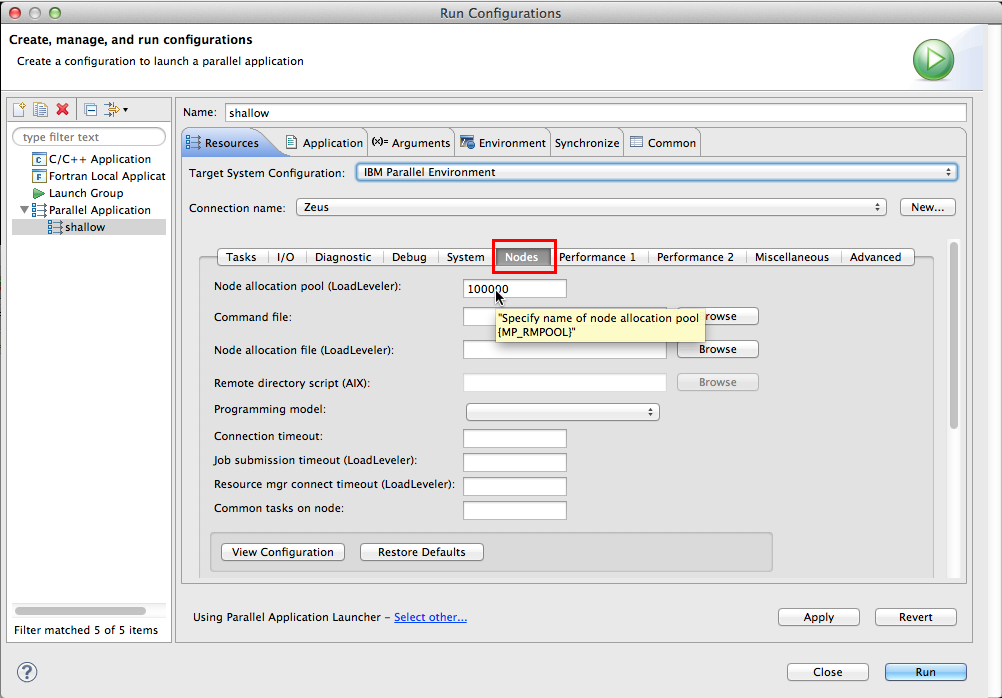 Run Configurations
Create, manage, and run configurations
Create a configuration to launch a parallel application
type filter text
C/C++ Application
Fortran Local Applicat
Launch Group
Parallel Application
shallow
Filter matched 5 of 5 items
Name: shallow
Resources Application (x)= Arguments Environment Synchronize Common
Target System Configuration: IBM Parallel Environment
Connection name: Zeus New...
Tasks I/O Diagnostic Debug System Nodes Performance 1 Performance 2 Miscellaneous Advanced
Node allocation pool (LoadLeveler): 100000
"Specify name of node allocation pool
{MP_RMPOOL}"
Command file: rowse
Node allocation file (LoadLeveler): Browse
Remote directory script (AIX): Browse
Programming model:
Connection timeout:
Job submission timeout (LoadLeveler):
Resource mgr connect timeout (LoadLeveler):
Common tasks on node:
View Configuration Restore Defaults
Using Parallel Application Launcher – Select other...
Apply Revert
? Close Run